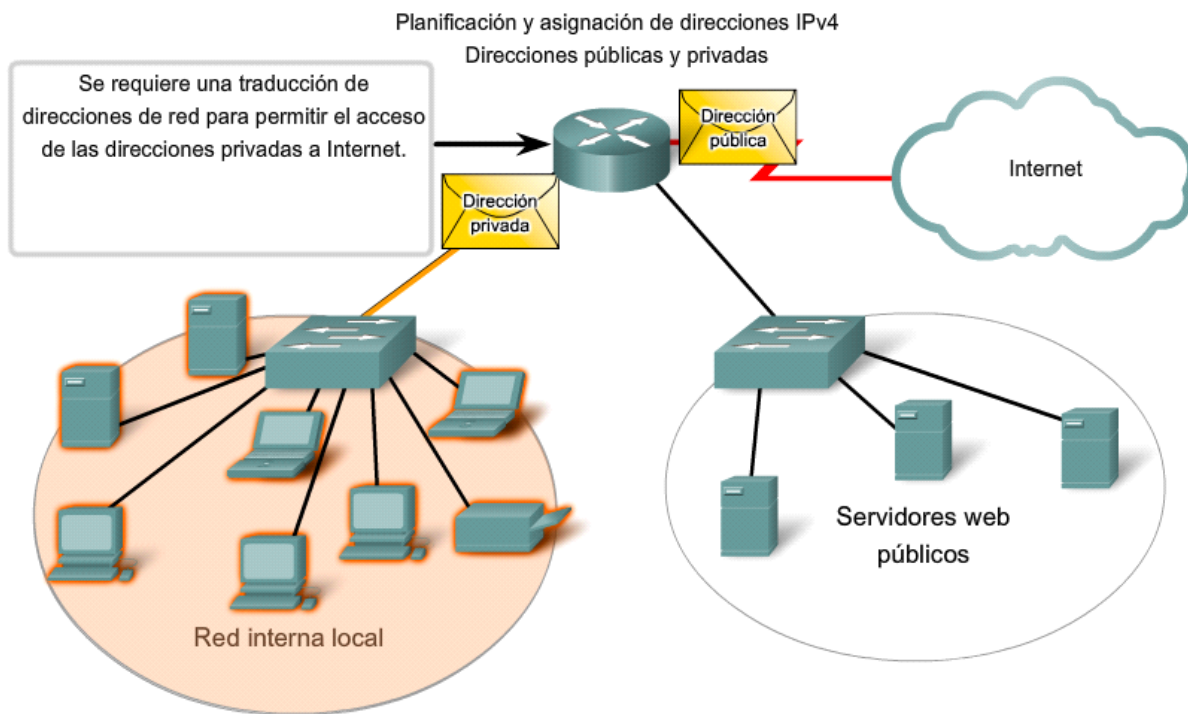 Planificación y asignación de direcciones IPv4
Direcciones públicas y privadas
Se requiere una traducción de
direcciones de red para permitir el acceso
de las direcciones privadas a Internet.
Dirección
pública
Internet
Dirección
privada
Servidores web
públicos
Red interna local